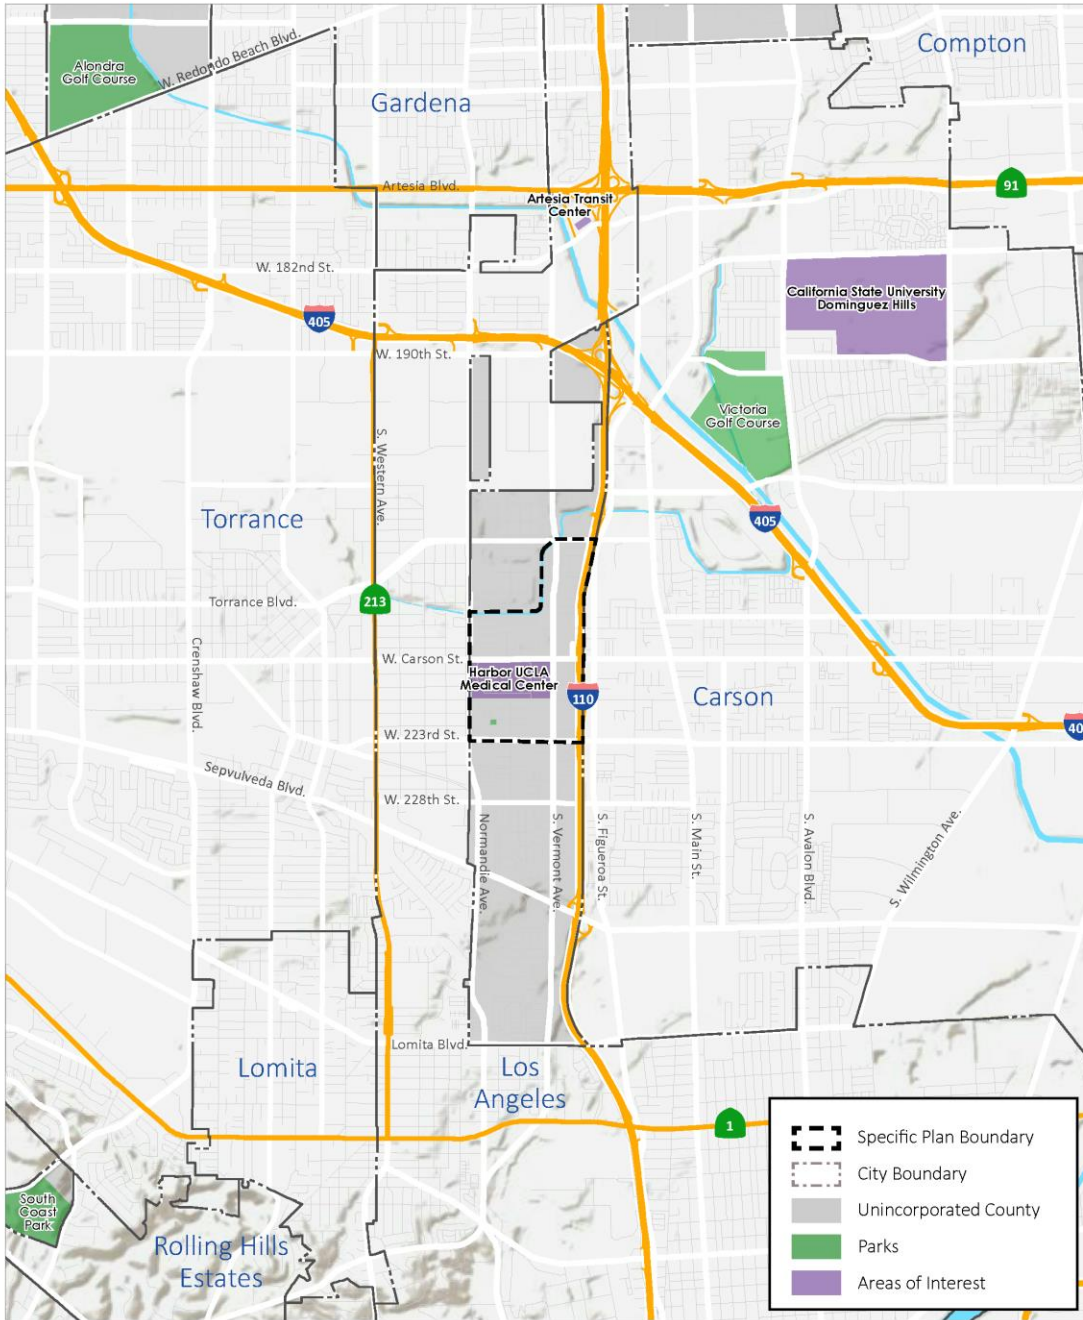 Compton
W. Redondo Beach Blvd.
Alondra
Golf Course
Gardena
Artesia Blvd.
91
Artesia Transit
Center
W. 182nd St.
California State University
Dominguez Hills
405
W. 190th St.
Victoria
Golf Course
S. Western Ave.
Torrance
405
Torrance Blvd.
213
Crenshaw Blvd.
W. Carson St.
Harbor UCLA
Medical Center
110
Carson
W. 223rd St.
40
Sepvulveda Blvd.
W. 228th St.
Normandie Ave.
S. Vermont Ave.
S. Figueroa St.
S. Main St.
S. Avalon Blvd.
S. Wilmington Ave.
Lomita Blvd.
Lomita
Los
Angeles
1
Specific Plan Boundary
City Boundary
Unincorporated County
Parks
Areas of Interest
South
Coast
Park
Rolling Hills
Estates